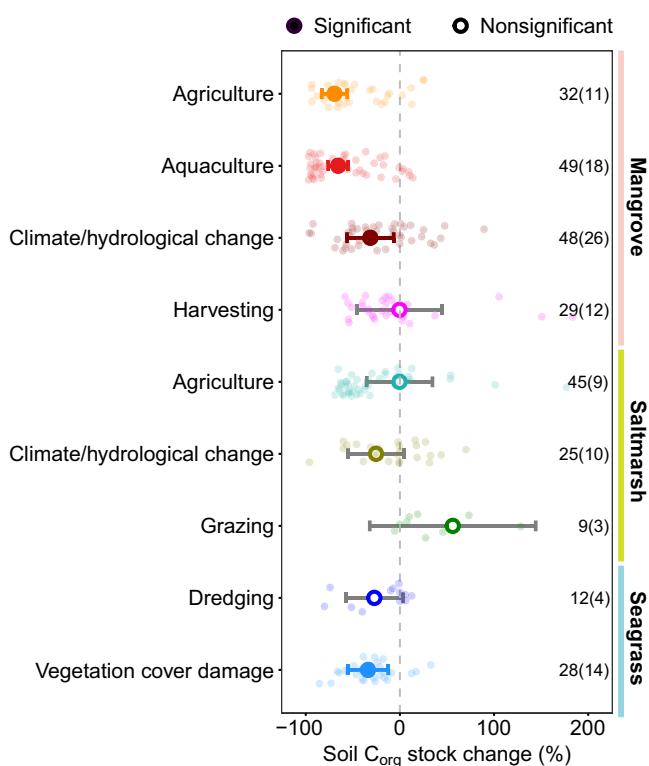 Significant Nonsignificant
Agriculture 32(11)
Aquaculture 49(18)
Climate/hydrological change 48(26)
Harvesting 29(12)
Mangrove
Agriculture 45(9)
Climate/hydrological change 25(10)
Grazing 9(3)
Saltmarsh
Dredging 12(4)
Vegetation cover damage 28(14)
Seagrass
−100 0 100 200
Soil Corg stock change (%)